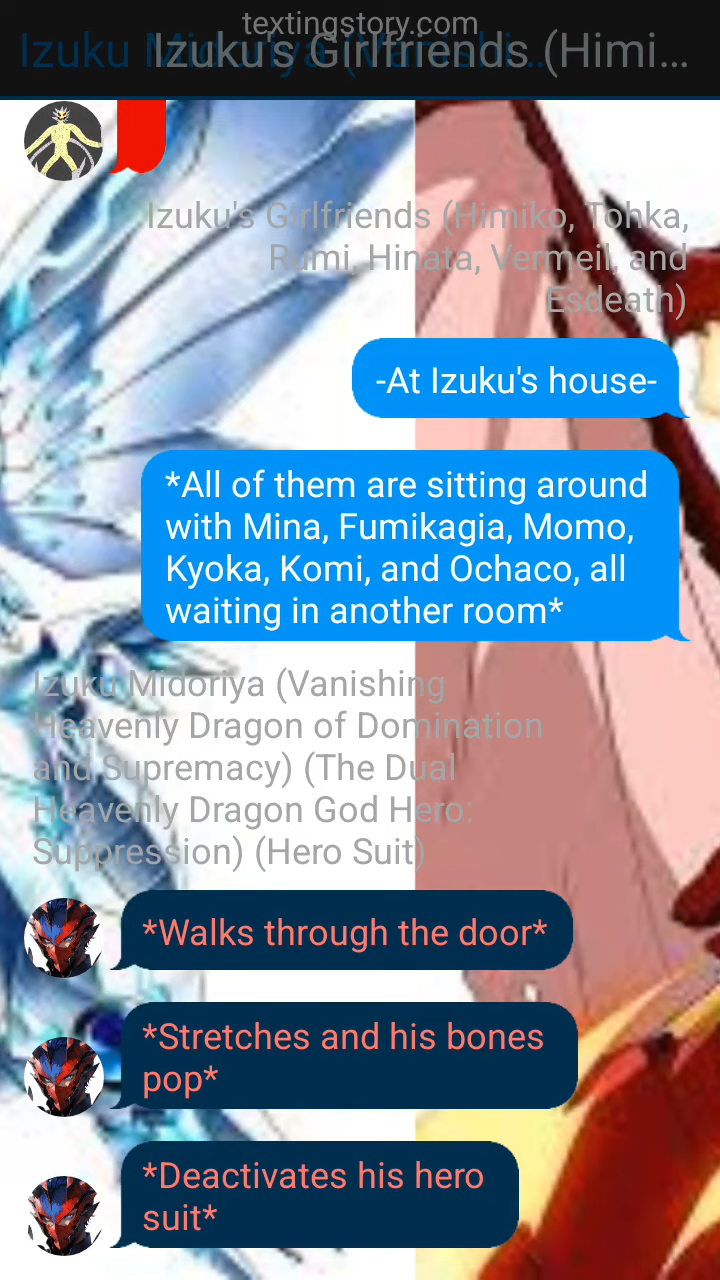 textingstory.com
Izuku Midoriya (Vanishi...
Izuku's Girlfriends (Himi...
Izuku's Girlfriends (Himiko, Tohka,
Rumi, Hinata, Vermeil, and
Esdeath)
-At Izuku's house-
*All of them are sitting around
with Mina, Fumikagia, Momo,
Kyoka, Komi, and Ochaco, all
waiting in another room*
Izuku Midoriya (Vanishing
Heavenly Dragon of Domination
and Supremacy) (The Dual
Heavenly Dragon God Hero:
Suppression) (Hero Suit)
*Walks through the door*
*Stretches and his bones
pop*
*Deactivates his hero
suit*